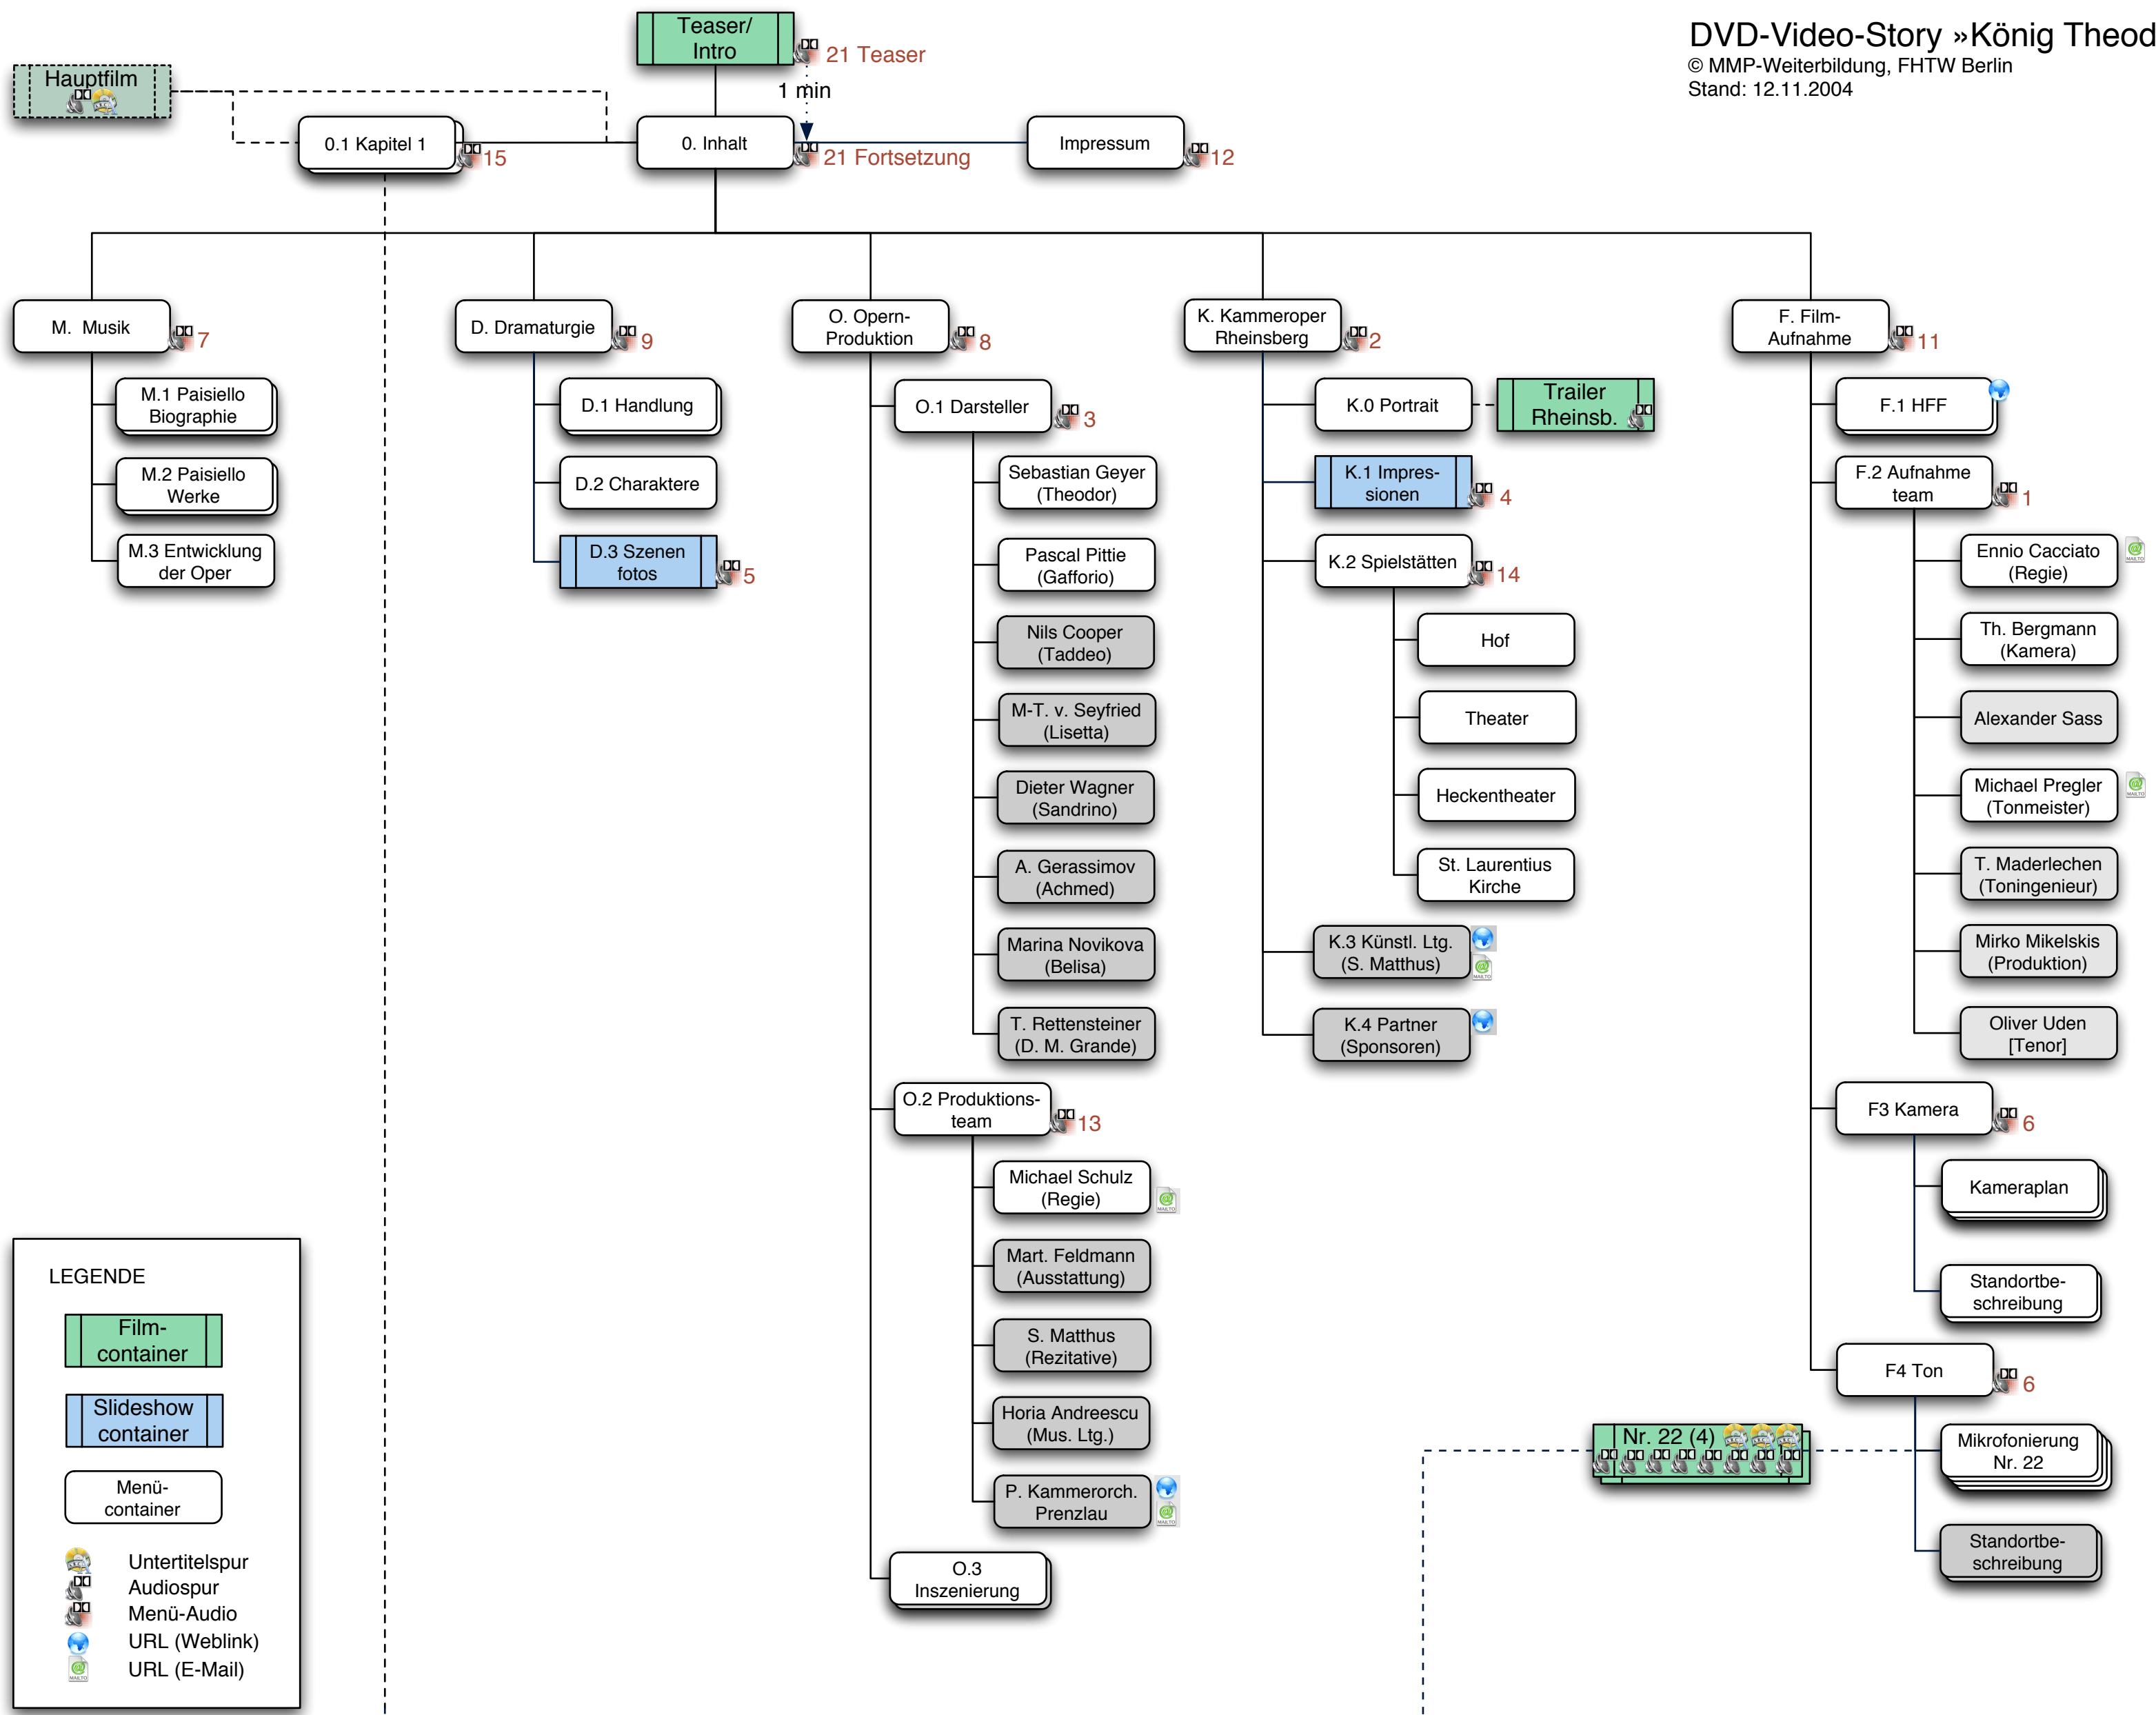 DVD-Video-Story »König Theod
© MMP-Weiterbildung, FHTW Berlin
Stand: 12.11.2004
Teaser/
Intro
21 Teaser
1 min
Hauptfilm
0.1 Kapitel 1
15
0. Inhalt
21 Fortsetzung
Impressum
12
M. Musik
7
M.1 Paisiello
Biographie
M.2 Paisiello
Werke
M.3 Entwicklung
der Oper
D. Dramaturgie
9
D.1 Handlung
D.2 Charaktere
D.3 Szenen
fotos
5
O. Opern-
Produktion
8
O.1 Darsteller
3
Sebastian Geyer
(Theodor)
Pascal Pittie
(Gafforio)
Nils Cooper
(Taddeo)
M-T. v. Seyfried
(Lisetta)
Dieter Wagner
(Sandrino)
A. Gerassimov
(Achmed)
Marina Novikova
(Belisa)
T. Rettensteiner
(D. M. Grande)
O.2 Produktions-
team
13
Michael Schulz
(Regie)
Mart. Feldmann
(Ausstattung)
S. Matthus
(Rezitative)
Horia Andreescu
(Mus. Ltg.)
P. Kammerorch.
Prenzlau
O.3
Inszenierung
K. Kammeroper
Rheinsberg
2
K.0 Portrait
Trailer
Rheinsb.
K.1 Impres-
sionen
4
K.2 Spielstätten
14
Hof
Theater
Heckentheater
St. Laurentius
Kirche
K.3 Künstl. Ltg.
(S. Matthus)
K.4 Partner
(Sponsoren)
F. Film-
Aufnahme
11
F.1 HFF
F.2 Aufnahme
team
1
Ennio Cacciato
(Regie)
Th. Bergmann
(Kamera)
Alexander Sass
Michael Pregler
(Tonmeister)
T. Maderlechen
(Toningenieur)
Mirko Mikelskis
(Produktion)
Oliver Uden
[Tenor]
F3 Kamera
6
Kameraplan
Standortbe-
schreibung
F4 Ton
6
Nr. 22 (4)
Mikrofonierung
Nr. 22
Standortbe-
schreibung
LEGENDE
Film-
container
Slideshow
container
Menü-
container
Untertitelspur
Audiospur
Menü-Audio
URL (Weblink)
URL (E-Mail)